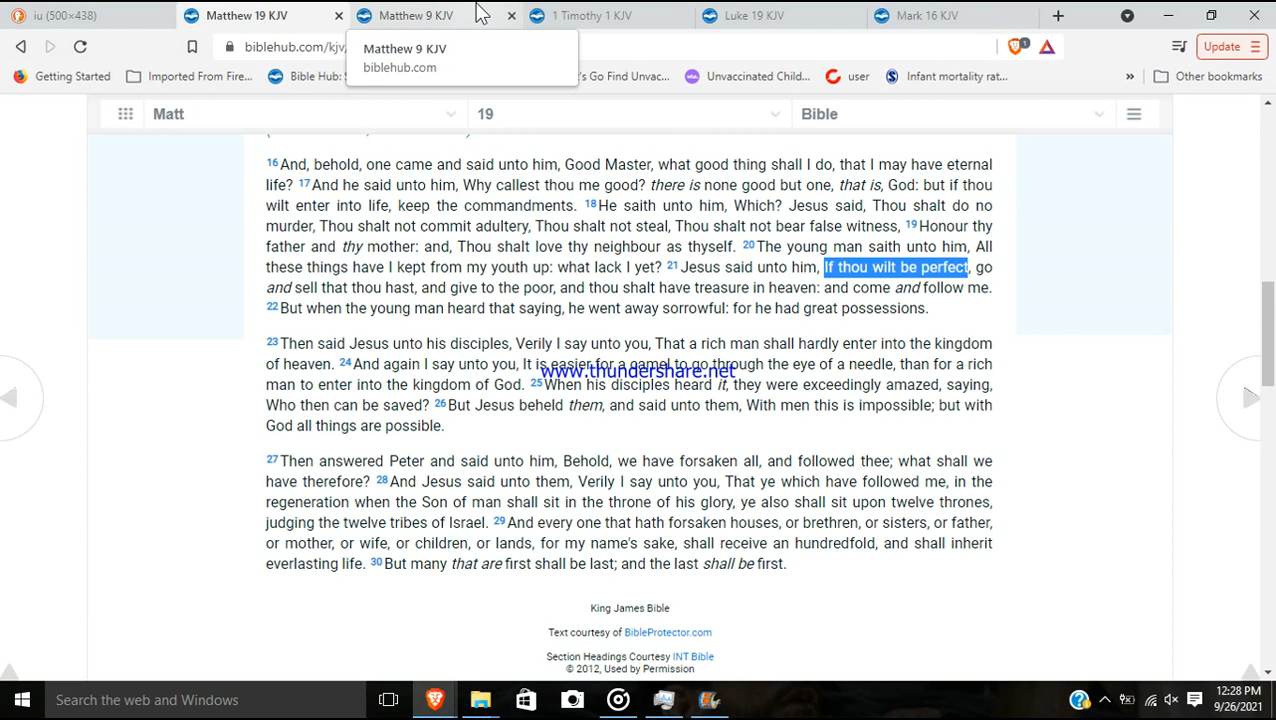 iu (500×438)
Matthew 19 KJV
Matthew 9 KJV
1 Timothy 1 KJV
Luke 19 KJV
Mark 16 KJV
biblehub.com/kjv/
1
Update
Matthew 9 KJV
biblehub.com
Getting Started
Imported From Fire...
Bible Hub: S
's Go Find Unvac...
Unvaccinated Child...
user
Infant mortality rat...
»
Other bookmarks
Matt
19
Bible
16 And, behold, one came and said unto him, Good Master, what good thing shall I do, that I may have eternal
life? 17 And he said unto him, Why callest thou me good? there is none good but one, that is, God: but if thou
wilt enter into life, keep the commandments. 18 He saith unto him, Which? Jesus said, Thou shalt do no
murder, Thou shalt not commit adultery, Thou shalt not steal, Thou shalt not bear false witness, 19 Honour thy
father and thy mother: and, Thou shalt love thy neighbour as thyself. 20 The young man saith unto him, All
these things have I kept from my youth up: what lack I yet? 21 Jesus said unto him, If thou wilt be perfect, go
and sell that thou hast, and give to the poor, and thou shalt have treasure in heaven: and come and follow me.
22 But when the young man heard that saying, he went away sorrowful: for he had great possessions.
23 Then said Jesus unto his disciples, Verily I say unto you, That a rich man shall hardly enter into the kingdom
of heaven. 24 And again I say unto you, It is easier for a camel to go through the eye of a needle, than for a rich
www.thundershare.net
man to enter into the kingdom of God. 25 When his disciples heard it, they were exceedingly amazed, saying,
Who then can be saved? 26 But Jesus beheld them, and said unto them, With men this is impossible; but with
God all things are possible.
27 Then answered Peter and said unto him, Behold, we have forsaken all, and followed thee; what shall we
have therefore? 28 And Jesus said unto them, Verily I say unto you, That ye which have followed me, in the
regeneration when the Son of man shall sit in the throne of his glory, ye also shall sit upon twelve thrones,
judging the twelve tribes of Israel. 29 And every one that hath forsaken houses, or brethren, or sisters, or father,
or mother, or wife, or children, or lands, for my name's sake, shall receive an hundredfold, and shall inherit
everlasting life. 30 But many that are first shall be last; and the last shall be first.
King James Bible
Text courtesy of BibleProtector.com
Section Headings Courtesy INT Bible
© 2012, Used by Permission
Search the web and Windows
12:28 PM
9/26/2021